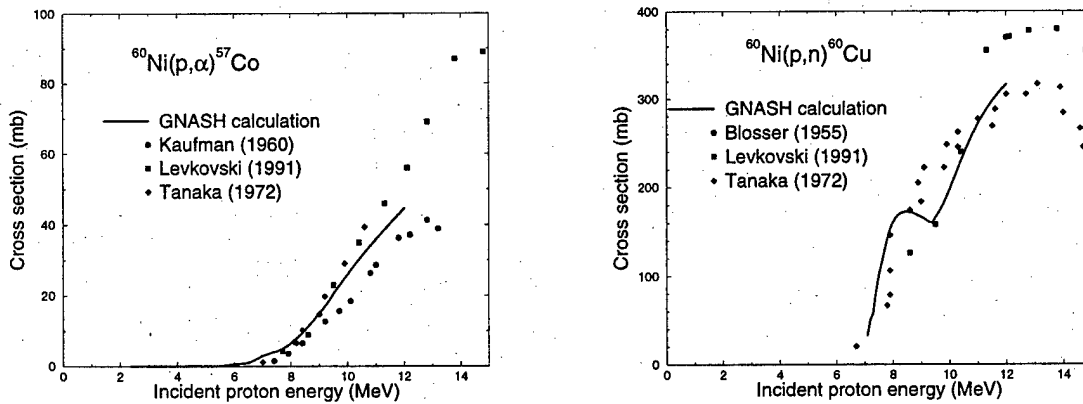 100
80
60
40
20
0
Cross section (mb)
⁶⁰Ni(p,α)⁵⁷Co
GNASH calculation
Kaufman (1960)
Levkovski (1991)
Tanaka (1972)
0 2 4 6 8 10 12 14
Incident proton energy (MeV)
400
300
200
100
0
Cross section (mb)
⁶⁰Ni(p,n)⁶⁰Cu
GNASH calculation
Blosser (1955)
Levkovski (1991)
Tanaka (1972)
0 2 4 6 8 10 12 14
Incident proton energy (MeV)